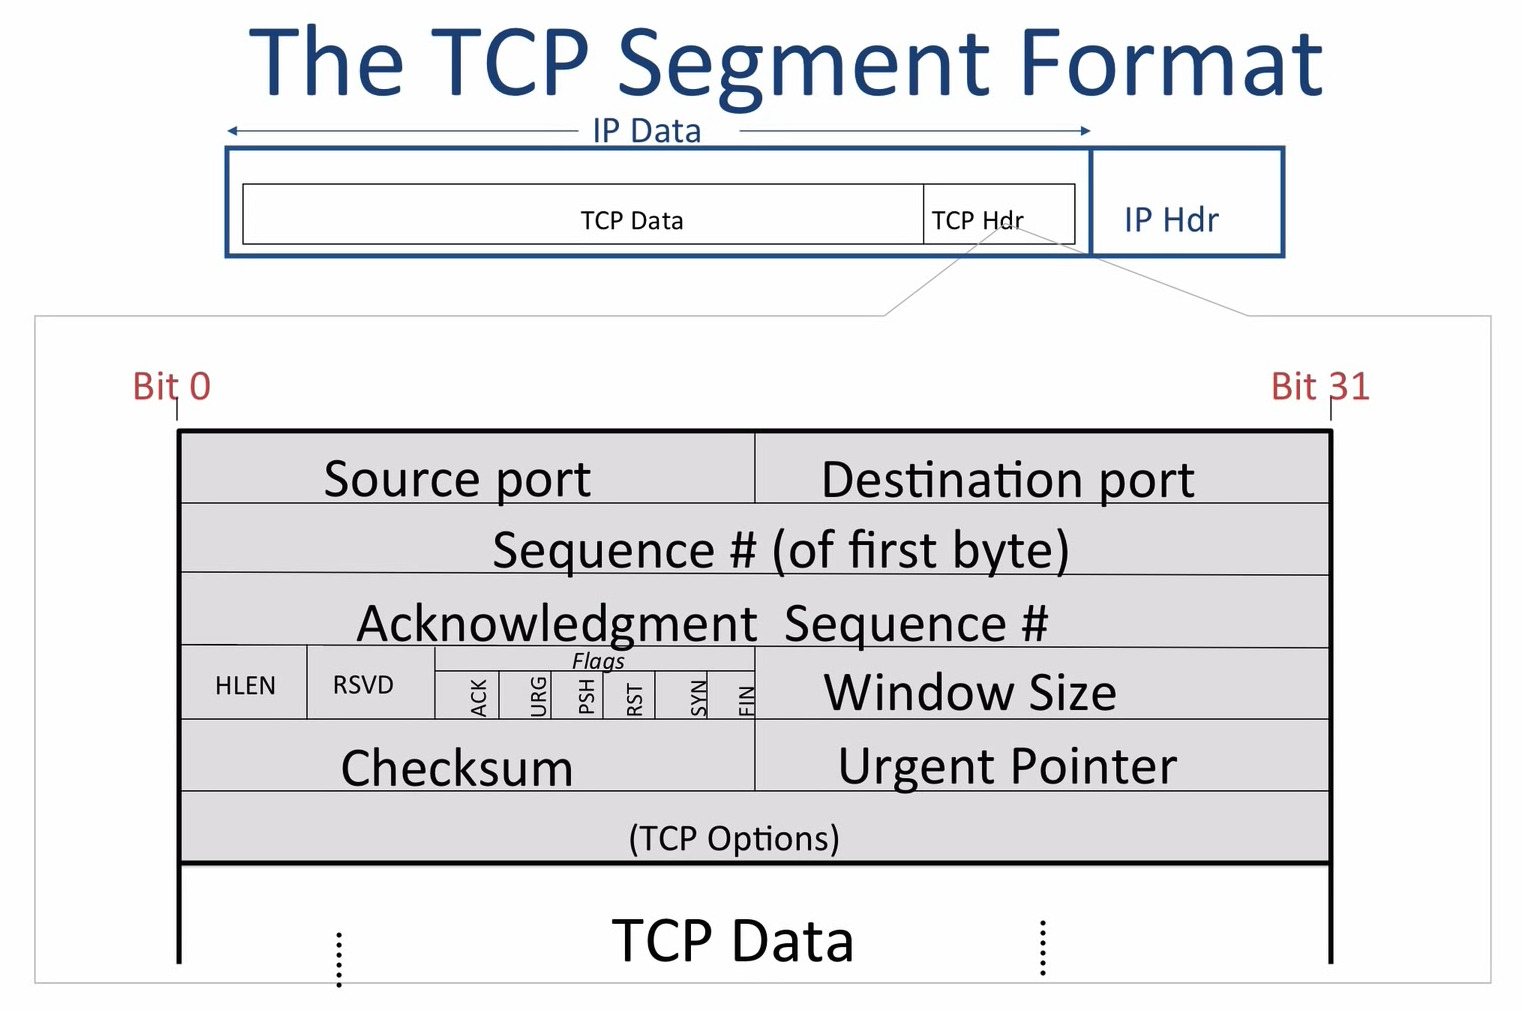 The TCP Segment Format
IP Data
TCP Data
TCP Hdr
IP Hdr
Bit 0
Bit 31
Source port
Destination port
Sequence # (of first byte)
Acknowledgment Sequence #
HLEN
RSVD
Flags
ACK
URG
PSH
RST
SYN
FIN
Window Size
Checksum
Urgent Pointer
(TCP Options)
TCP Data